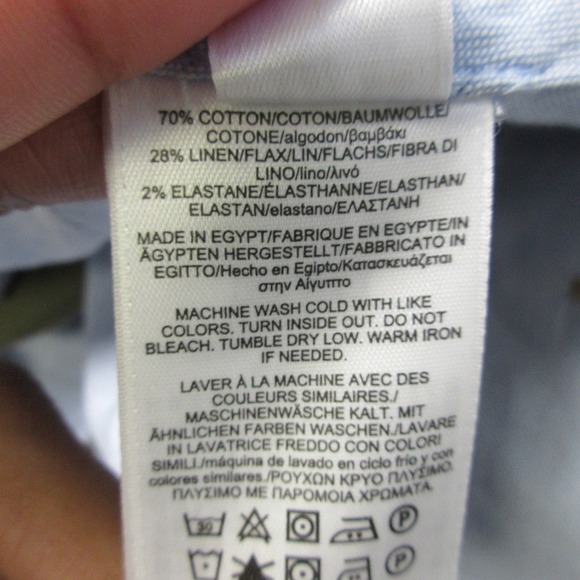 70% COTTON/COTON/BAUMWOLLE/
COTONE/algodon/βαμβάκι
28% LINEN/FLAX/LIN/FLACHS/FIBRA DI
LINO/lino/λινό
2% ELASTANE/ÉLASTHANNE/ELASTHAN/
ELASTAN/elastano/ΕΛΑΣΤΑΝΗ
MADE IN EGYPT/FABRIQUE EN EGYPTE/IN
ÄGYPTEN HERGESTELLT/FABBRICATO IN
EGITTO/Hecho en Egipto/Κατασκευάζεται
στην Αίγυπτο
MACHINE WASH COLD WITH LIKE
COLORS. TURN INSIDE OUT. DO NOT
BLEACH. TUMBLE DRY LOW. WARM IRON
IF NEEDED.
LAVER À LA MACHINE AVEC DES
COULEURS SIMILAIRES./
MASCHINENWÄSCHE KALT. MIT
ÄHNLICHEN FARBEN WASCHEN./LAVARE
IN LAVATRICE FREDDO CON COLORI
SIMILI./máquina de lavado en ciclo frío y con
colores similares./ΡΟΥΧΩΝ ΚΡΥΟ ΠΛΥΣΙΜΟ.
ΠΛΥΣΙΜΟ ΜΕ ΠΑΡΟΜΟΙΑ ΧΡΩΜΑΤΑ.
30 P
P